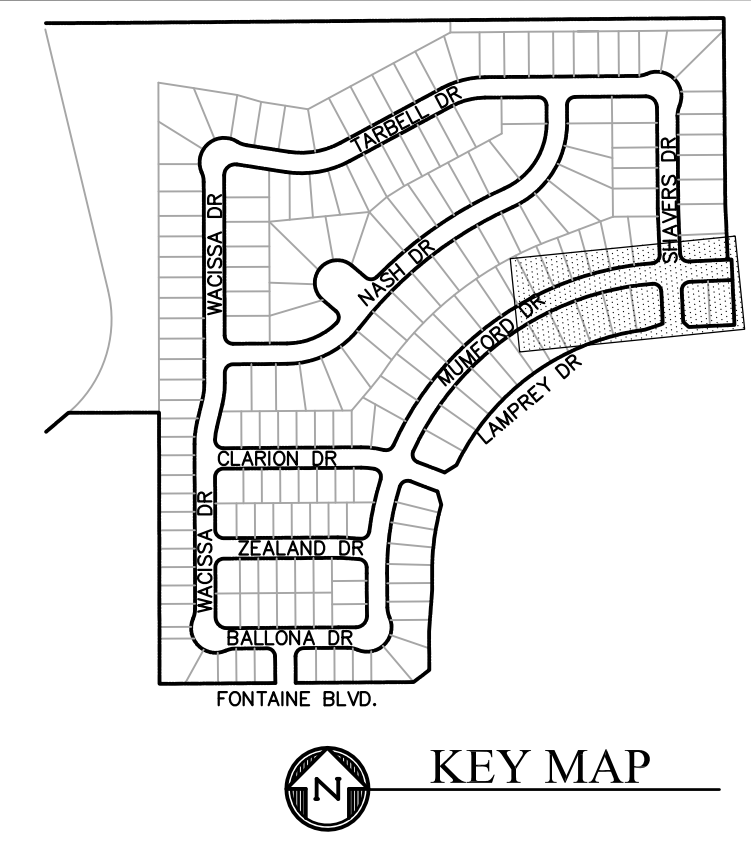 TARBELL DR
SHAVERS DR
WACISSA DR
NASH DR
MUMFORD DR
LAMPREY DR
CLARION DR
WACISSA DR
ZEALAND DR
BALLONA DR
FONTAINE BLVD.
KEY MAP
N